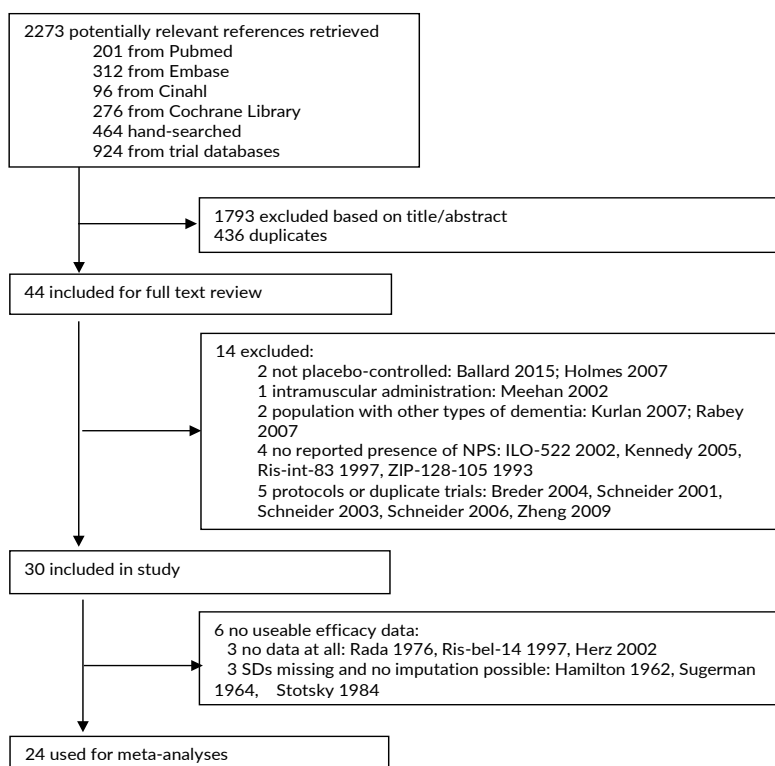 2273 potentially relevant references retrieved
201 from Pubmed
312 from Embase
96 from Cinahl
276 from Cochrane Library
464 hand-searched
924 from trial databases
1793 excluded based on title/abstract
436 duplicates
44 included for full text review
14 excluded:
2 not placebo-controlled: Ballard 2015; Holmes 2007
1 intramuscular administration: Meehan 2002
2 population with other types of dementia: Kurlan 2007; Rabey
2007
4 no reported presence of NPS: ILO-522 2002, Kennedy 2005,
Ris-int-83 1997, ZIP-128-105 1993
5 protocols or duplicate trials: Breder 2004, Schneider 2001,
Schneider 2003, Schneider 2006, Zheng 2009
30 included in study
6 no useable efficacy data:
3 no data at all: Rada 1976, Ris-bel-14 1997, Herz 2002
3 SDs missing and no imputation possible: Hamilton 1962, Sugerman
1964, Stotsky 1984
24 used for meta-analyses